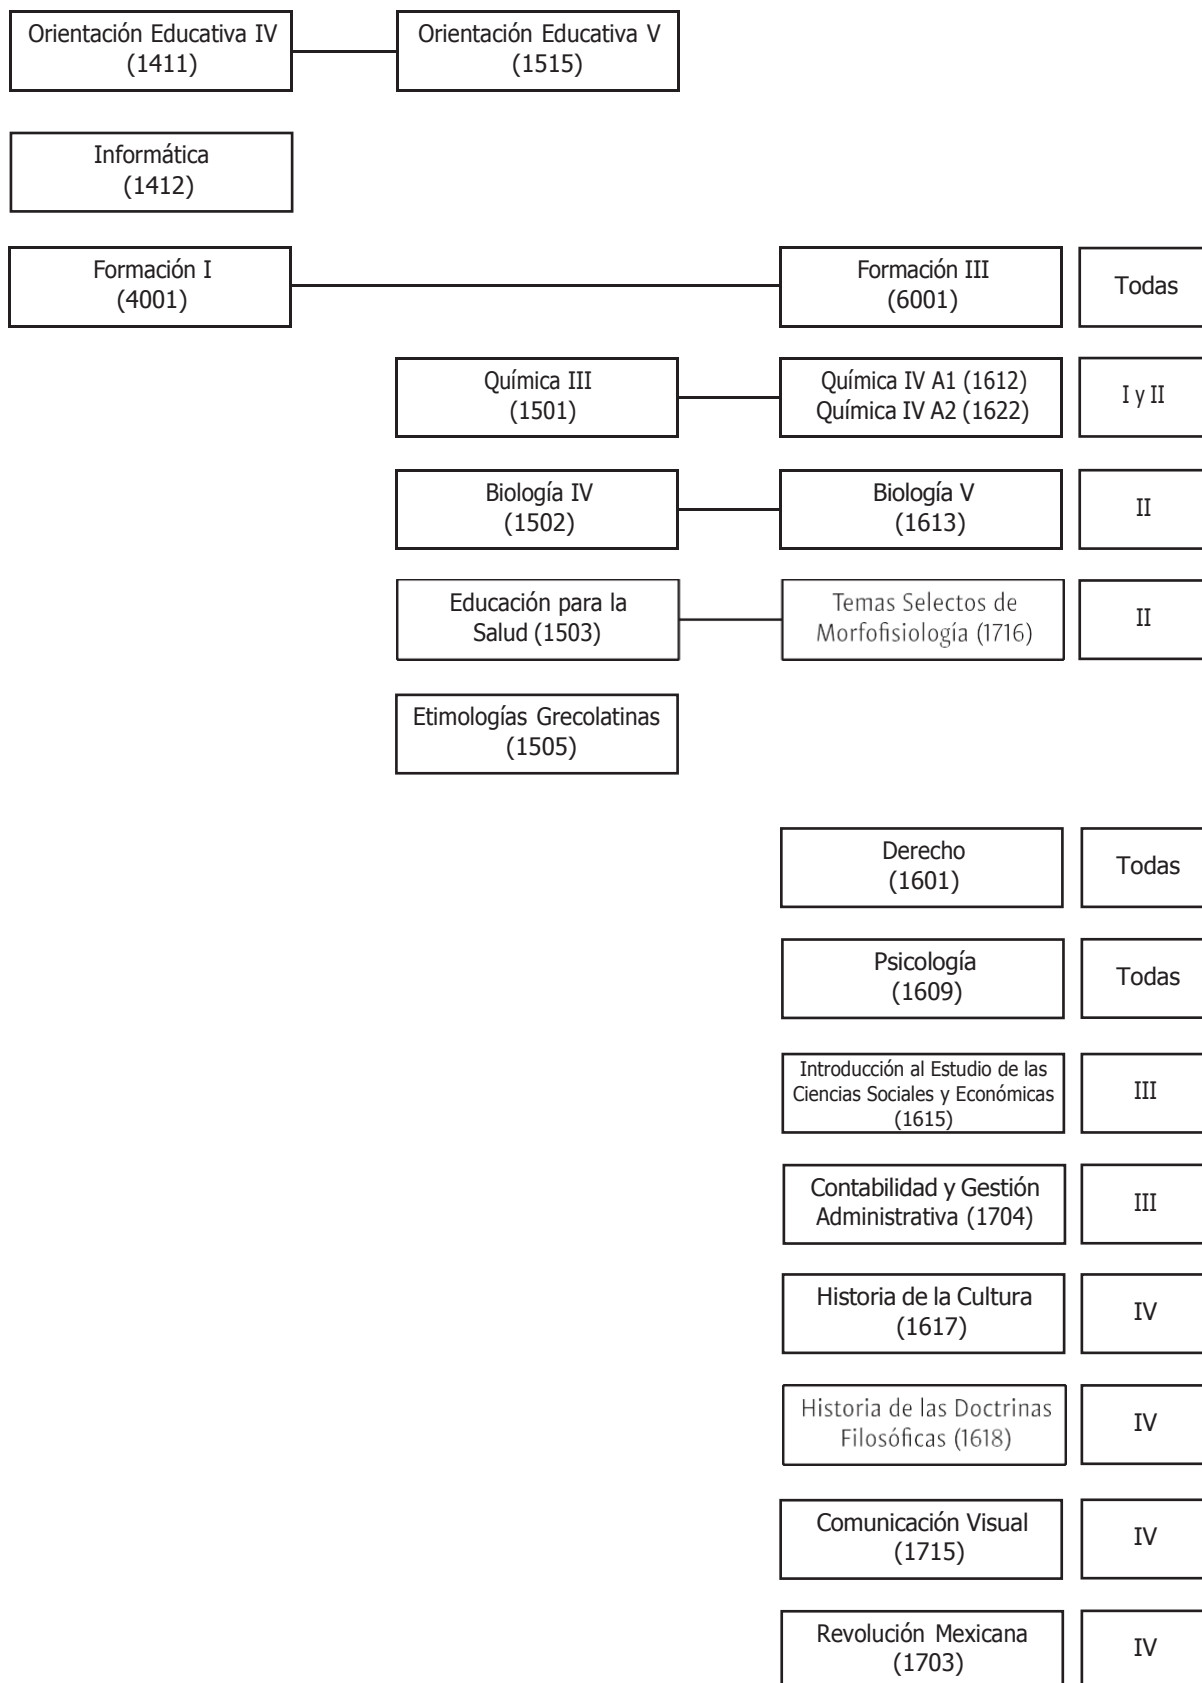 Orientación Educativa IV
(1411)
Orientación Educativa V
(1515)
Informática
(1412)
Formación I
(4001)
Formación III
(6001)
Todas
Química III
(1501)
Química IV A1 (1612)
Química IV A2 (1622)
I y II
Biología IV
(1502)
Biología V
(1613)
II
Educación para la
Salud (1503)
Temas Selectos de
Morfofisiología (1716)
II
Etimologías Grecolatinas
(1505)
Derecho
(1601)
Todas
Psicología
(1609)
Todas
Introducción al Estudio de las
Ciencias Sociales y Económicas
(1615)
III
Contabilidad y Gestión
Administrativa (1704)
III
Historia de la Cultura
(1617)
IV
Historia de las Doctrinas
Filosóficas (1618)
IV
Comunicación Visual
(1715)
IV
Revolución Mexicana
(1703)
IV